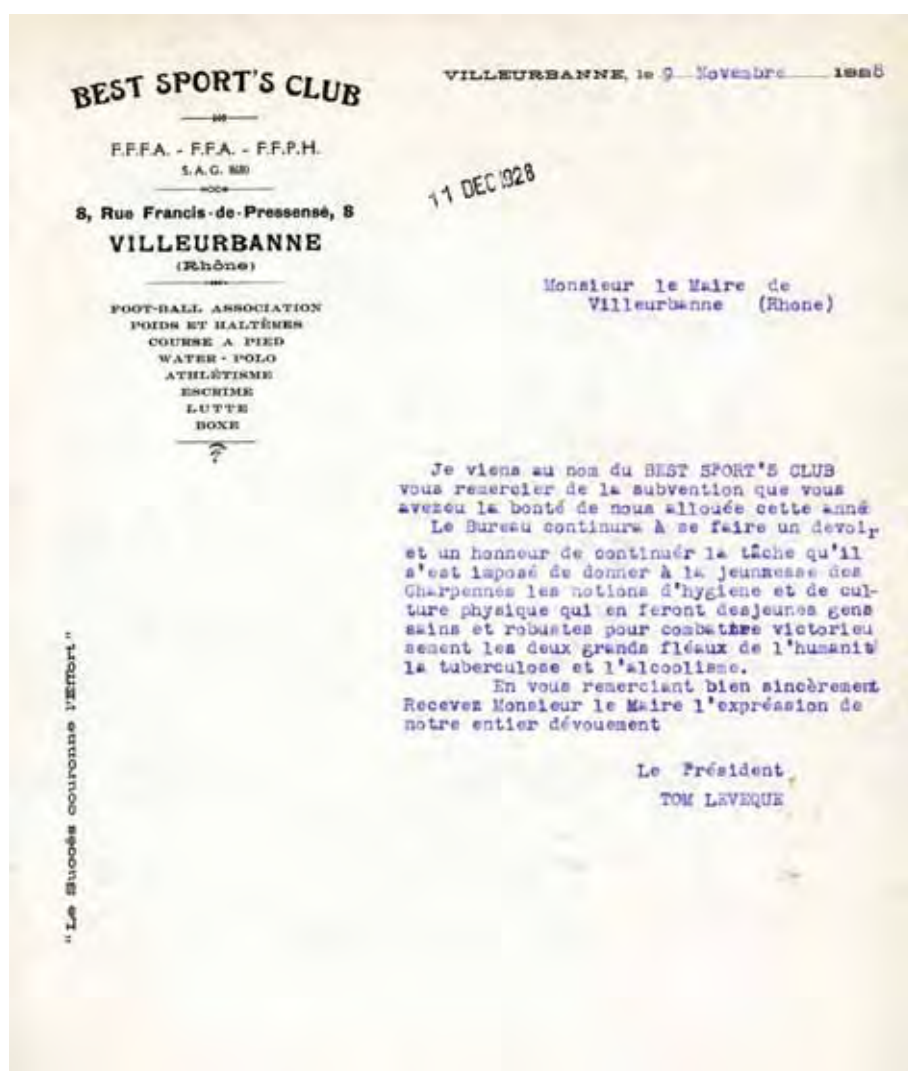 BEST SPORT'S CLUB
F.F.F.A. - F.F.A. - F.F.P.H.
S.A.G.
8, Rue Francis-de-Pressensé, 8
VILLEURBANNE
(Rhône)
FOOT-BALL ASSOCIATION
POIDS ET HALTÈRES
COURSE A PIED
WATER - POLO
ATHLÉTISME
ESCRIME
LUTTE
BOXE
VILLEURBANNE, le 9 Novembre
11 DEC 1928
Monsieur le Maire de
Villeurbanne (Rhone)
Je viens au nom du BEST SPORT'S CLUB
vous remercier de la subvention que vous
avezeu la bonté de nous allouée cette anné
Le Bureau continura à se faire un devoir
et un honneur de continuér la tâche qu'il
s'est imposé de donner à la jeunnesse des
Charpennes les notions d'hygiene et de cul-
ture physique qui en feront desjeunes gens
sains et robustes pour combattre victorieu
sement les deux grands fléaux de l'humanité
la tuberculose et l'alcoolisme.
En vous remerciant bien sincèrement
Recevez Monsieur le Maire l'expréssion de
notre entier dévouement
Le Président
TOM LEVEQUE
"Le Succès couronne l'Effort"